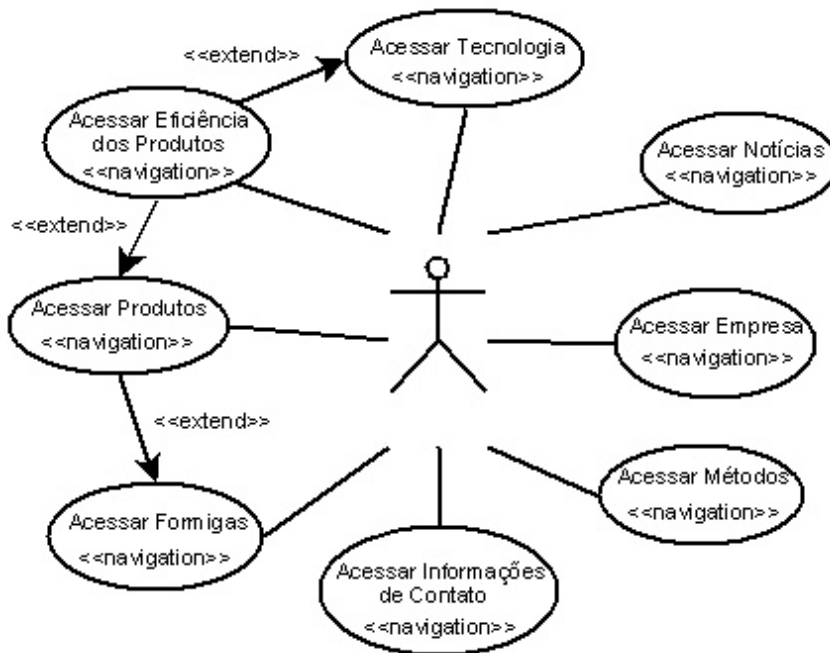 Acessar Tecnologia
<<navigation>>
<<extend>>
Acessar Eficiência
dos Produtos
<<navigation>>
Acessar Notícias
<<navigation>>
<<extend>>
Acessar Produtos
<<navigation>>
Acessar Empresa
<<navigation>>
<<extend>>
Acessar Métodos
<<navigation>>
Acessar Formigas
<<navigation>>
Acessar Informações
de Contato
<<navigation>>